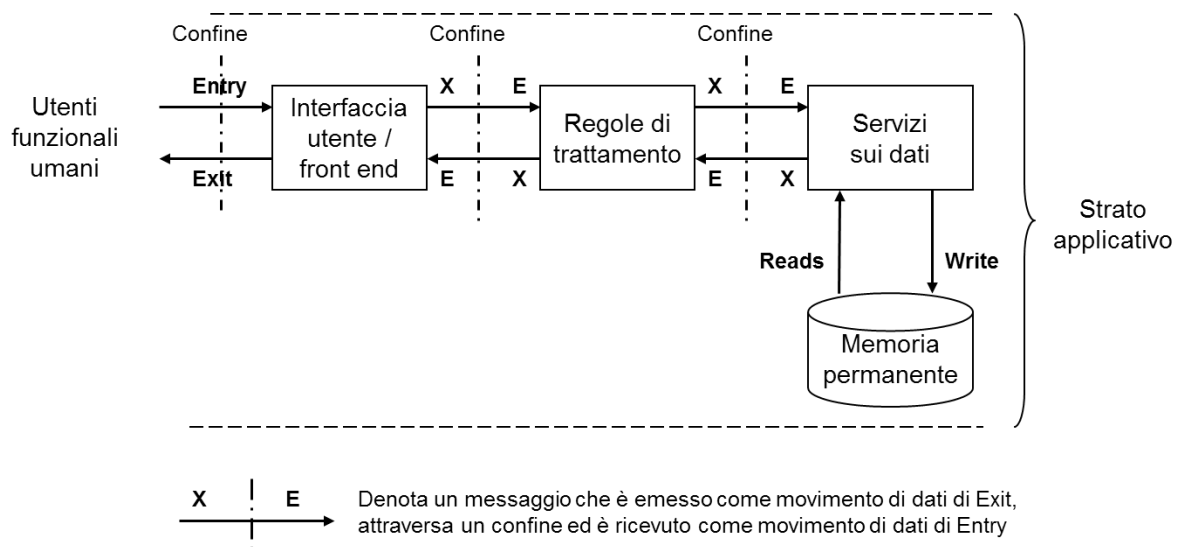 Confine
Confine
Confine
Entry
X
E
X
E
Utenti
funzionali
umani
Interfaccia
utente /
front end
Regole di
trattamento
Servizi
sui dati
Exit
E
X
E
X
Strato
applicativo
Reads
Write
Memoria
permanente
X
E
Denota un messaggio che è emesso come movimento di dati di Exit,
attraversa un confine ed è ricevuto come movimento di dati di Entry